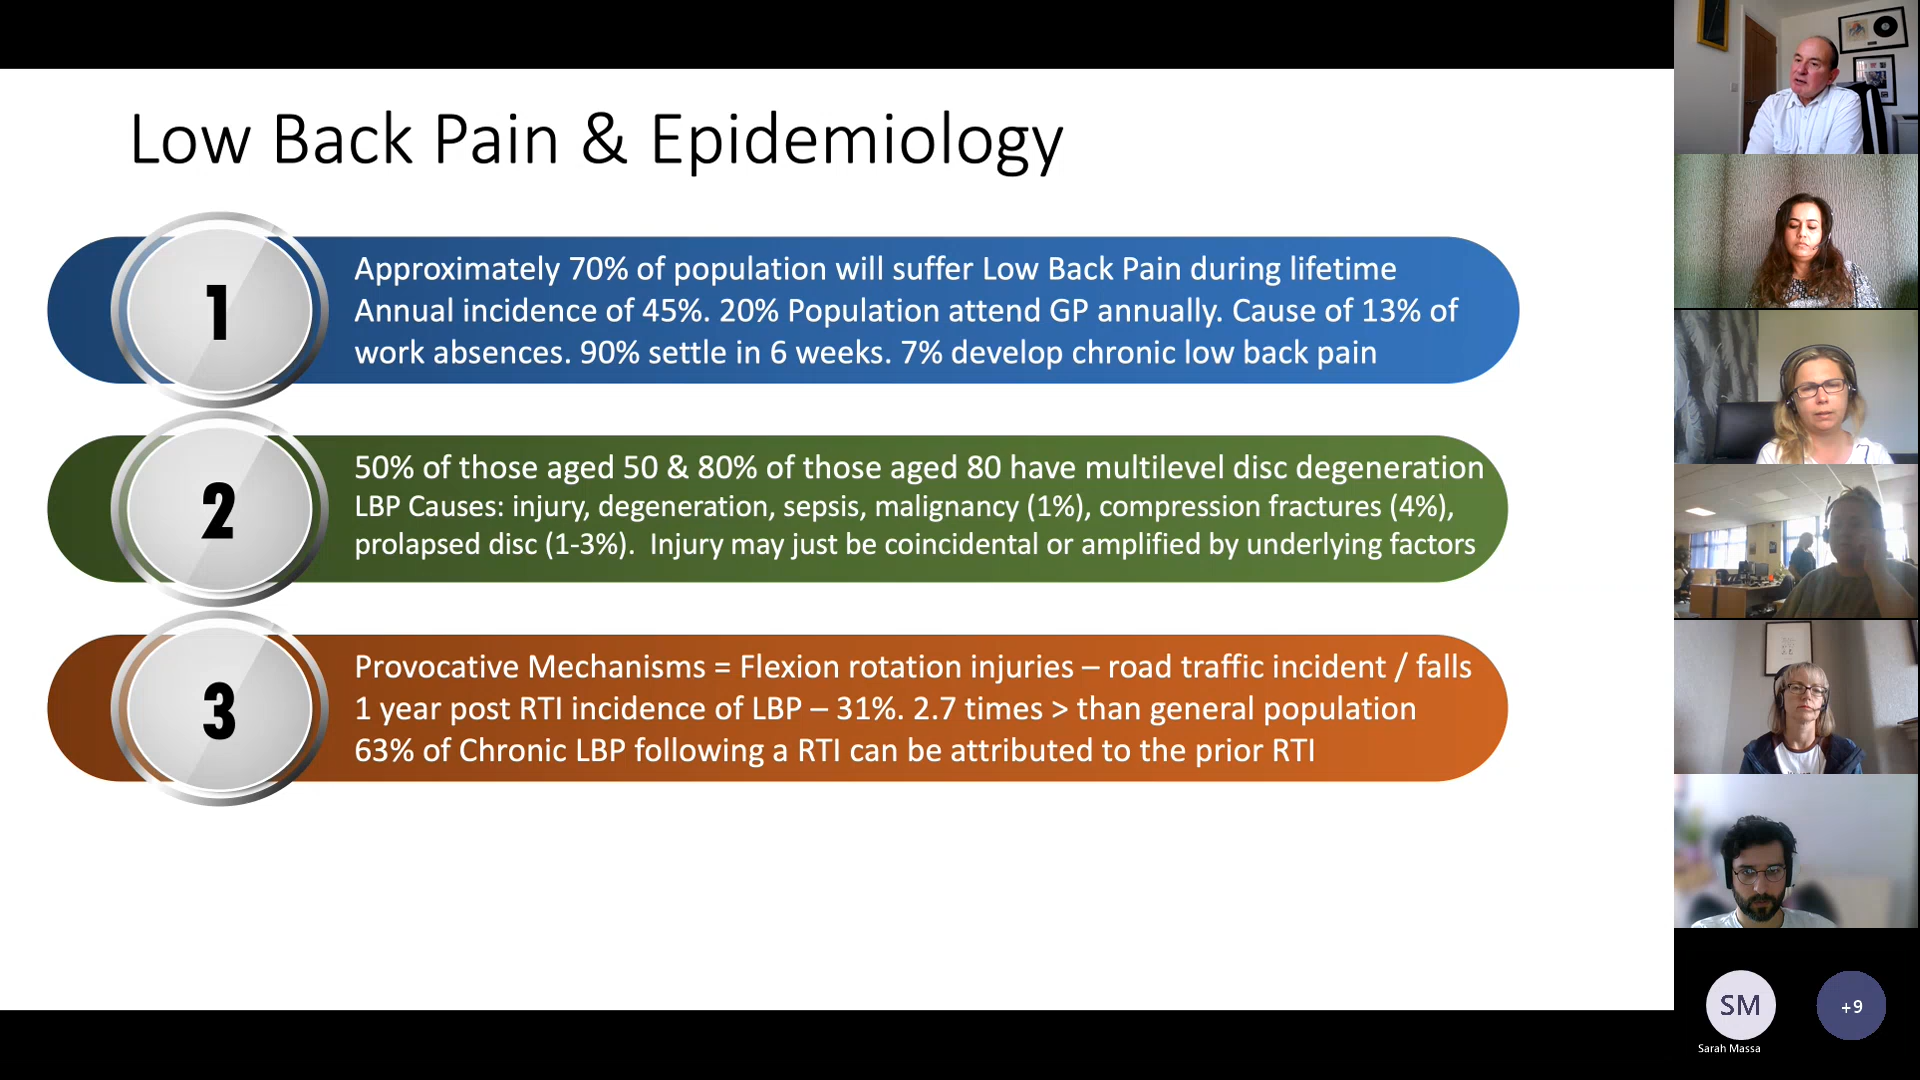 Low Back Pain & Epidemiology
1
Approximately 70% of population will suffer Low Back Pain during lifetime
Annual incidence of 45%. 20% Population attend GP annually. Cause of 13% of
work absences. 90% settle in 6 weeks. 7% develop chronic low back pain
2
50% of those aged 50 & 80% of those aged 80 have multilevel disc degeneration
LBP Causes: injury, degeneration, sepsis, malignancy (1%), compression fractures (4%),
prolapsed disc (1-3%).  Injury may just be coincidental or amplified by underlying factors
3
Provocative Mechanisms = Flexion rotation injuries – road traffic incident / falls
1 year post RTI incidence of LBP – 31%. 2.7 times > than general population
63% of Chronic LBP following a RTI can be attributed to the prior RTI
SM
+9
Sarah Massa